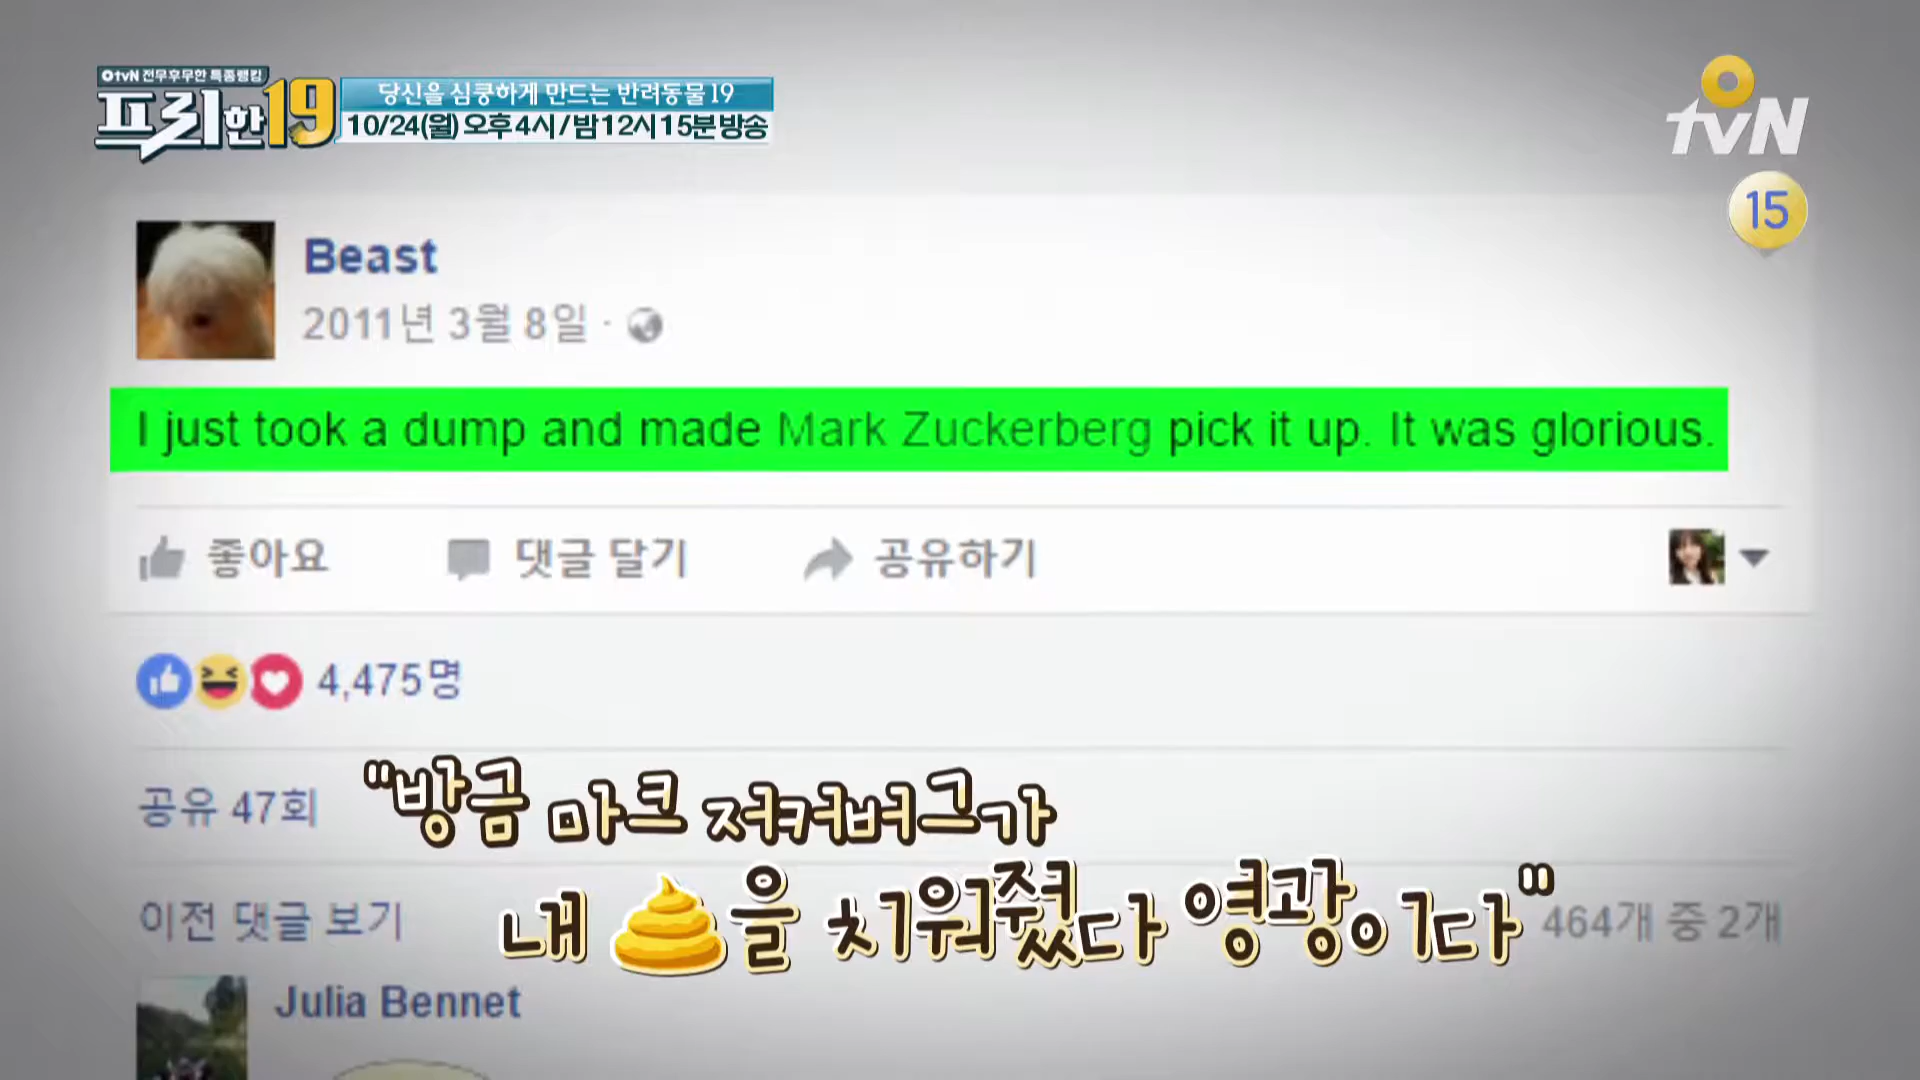 OtvN 전무후무한 특종랭킹
프리한19
당신을 심쿵하게 만드는 반려동물 19
10/24(월) 오후 4시/밤 12시 15분 방송
Otvn
15
Beast
2011년 3월 8일 ·
I just took a dump and made Mark Zuckerberg pick it up. It was glorious.
좋아요 댓글 달기 공유하기
4,475명
공유 47회
"방금 마크 저커버그가
내 을 치워줬다 영광이다"
이전 댓글 보기 464개 중 2개
Julia Bennet